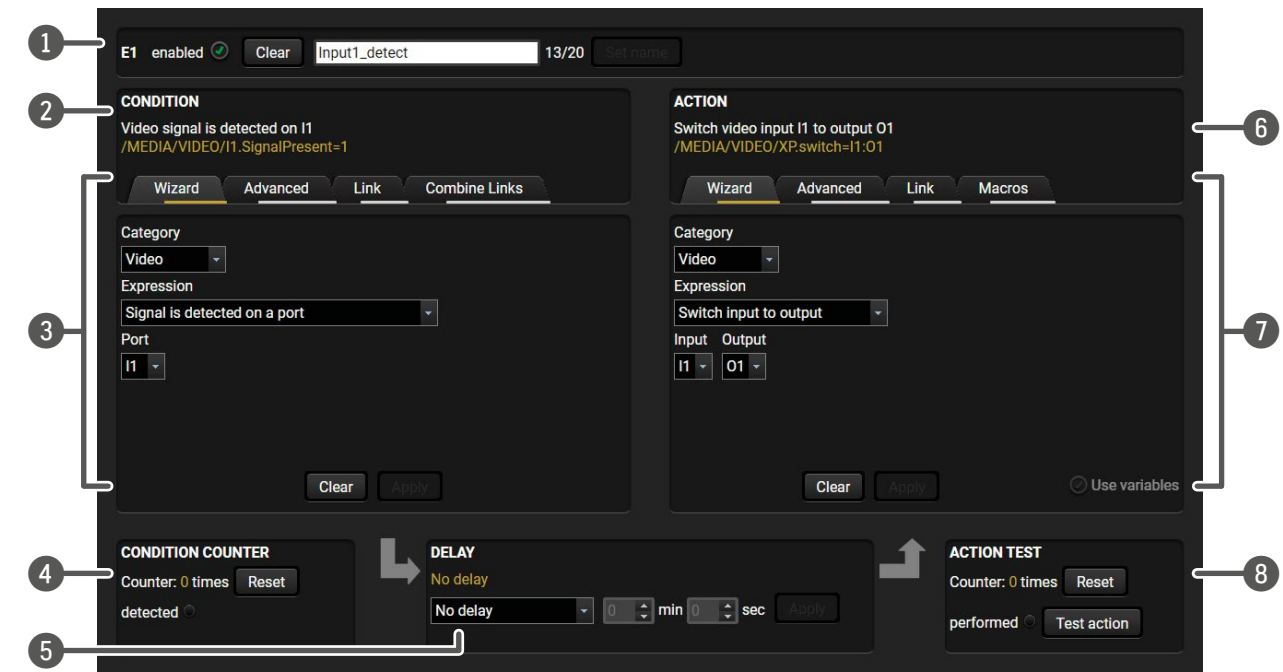 1
E1 enabled Clear Input1_detect 13/20 Set name
2
CONDITION
Video signal is detected on I1
/MEDIA/VIDEO/I1.SignalPresent=1
3
Wizard Advanced Link Combine Links
Category
Video
Expression
Signal is detected on a port
Port
I1
Clear Apply
4
CONDITION COUNTER
Counter: 0 times Reset
detected
5
DELAY
No delay
No delay 0 min 0 sec Apply
ACTION
6
Switch video input I1 to output O1
/MEDIA/VIDEO/XP.switch=I1:O1
7
Wizard Advanced Link Macros
Category
Video
Expression
Switch input to output
Input Output
I1 O1
Clear Apply Use variables
ACTION TEST
8
Counter: 0 times Reset
performed Test action